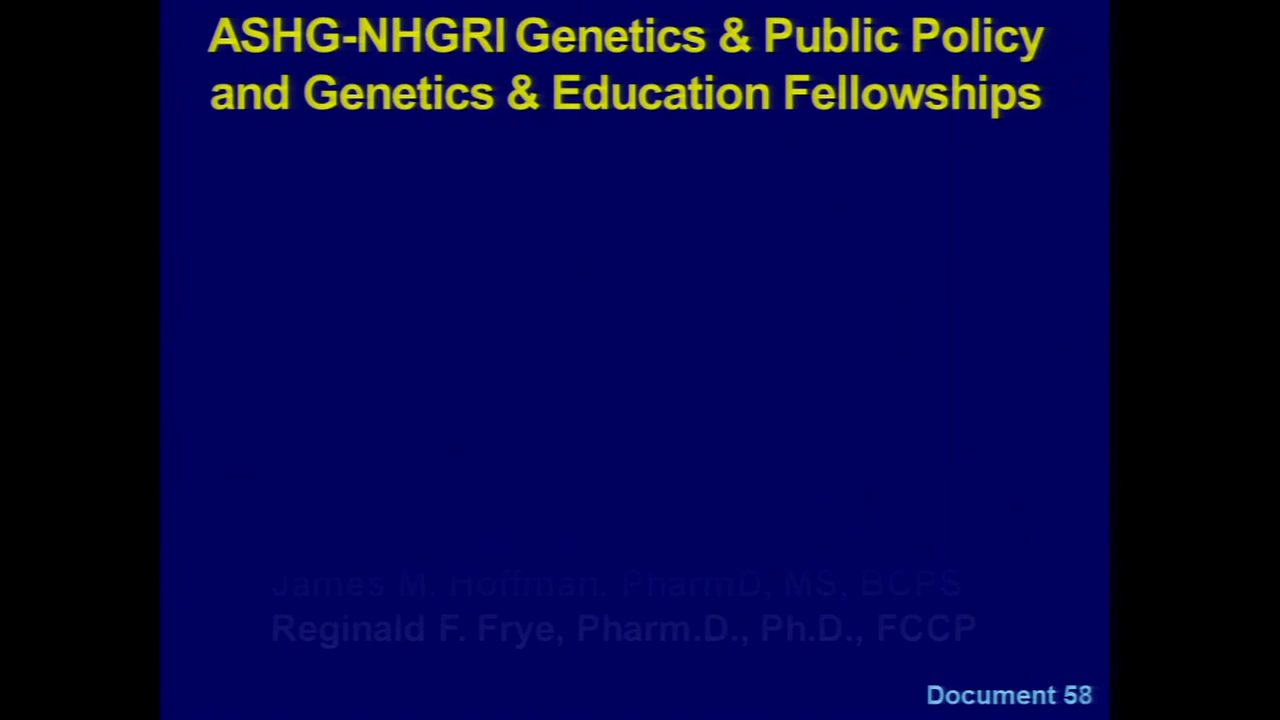 ASHG-NHGRI Genetics & Public Policy
and Genetics & Education Fellowships
James M. Hoffman, PharmD, MS, BCPS
Reginald F. Frye, Pharm.D., Ph.D., FCCP
Document 58